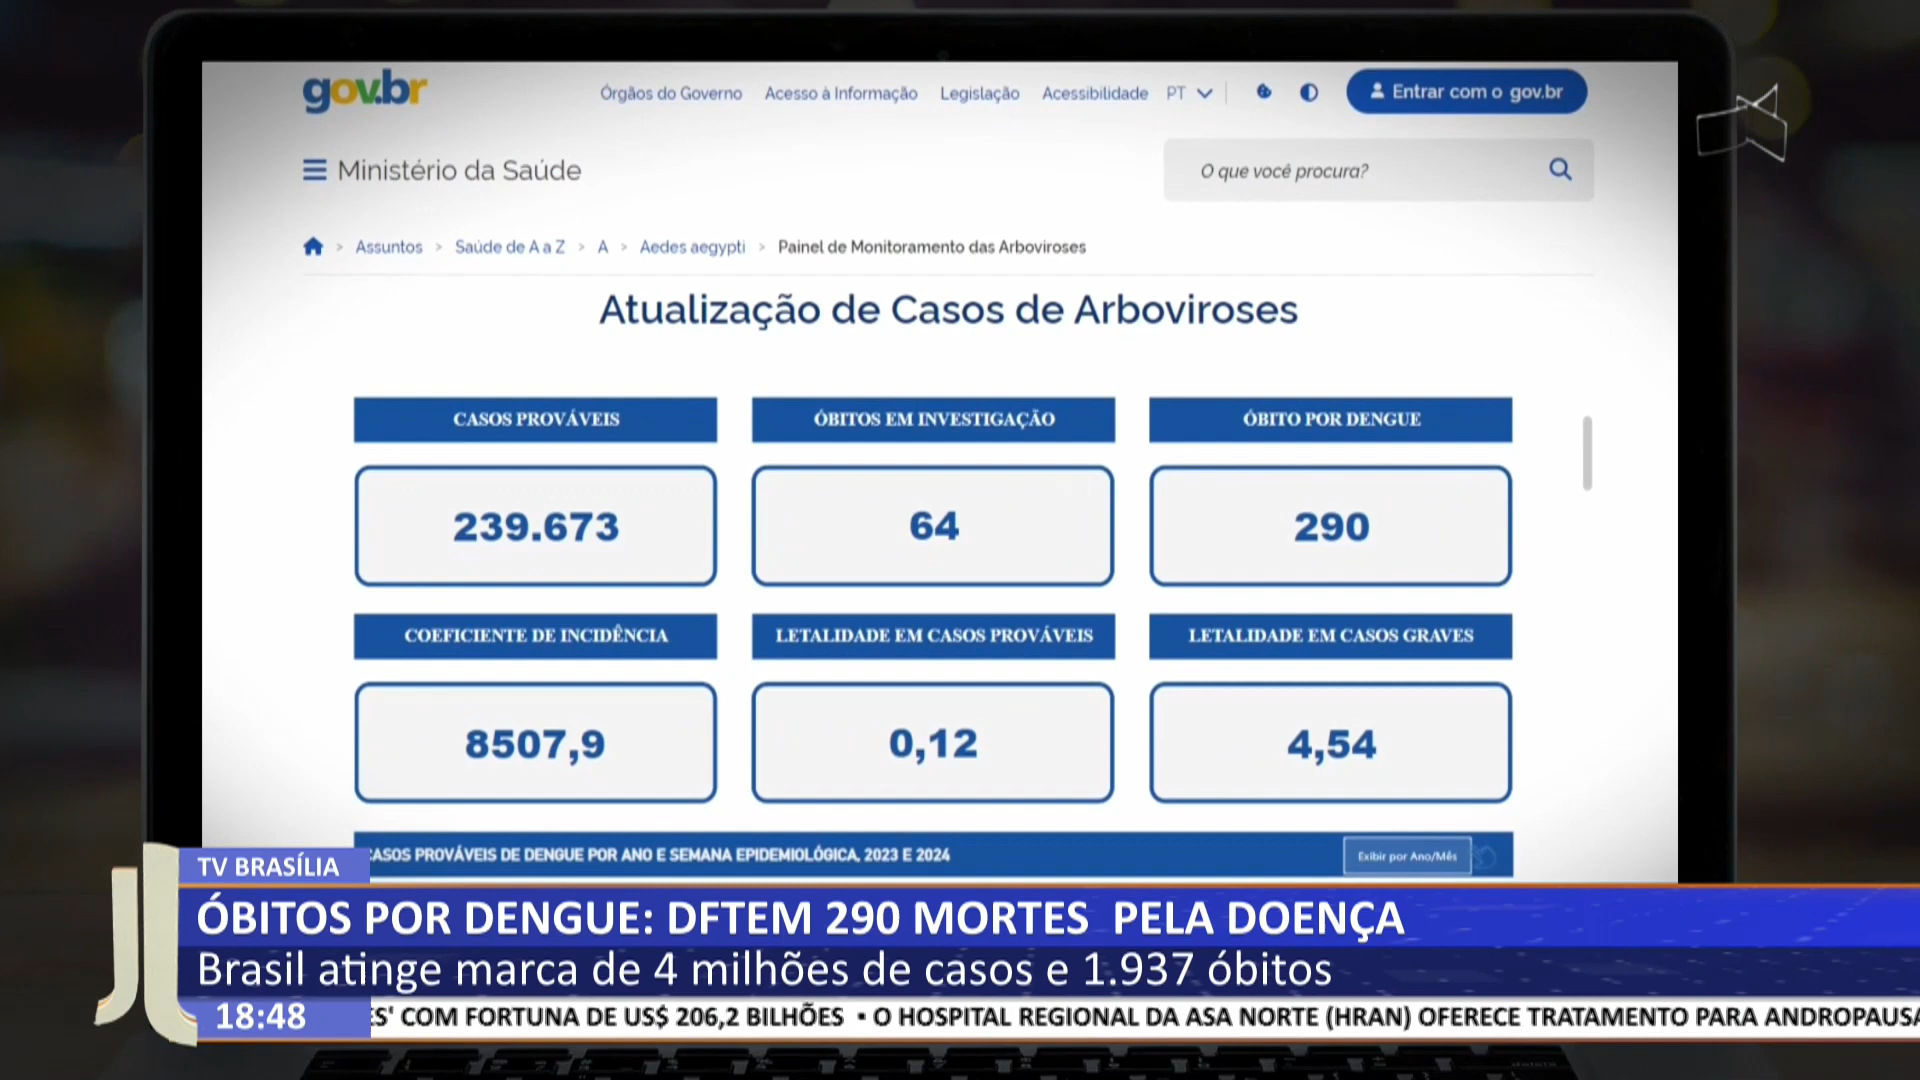 gov.br
Órgãos do Governo Acesso à Informação Legislação Acessibilidade PT Entrar com o gov.br
Ministério da Saúde
O que você procura?
Assuntos > Saúde de A a Z > A > Aedes aegypti > Painel de Monitoramento das Arboviroses
Atualização de Casos de Arboviroses
CASOS PROVÁVEIS ÓBITOS EM INVESTIGAÇÃO ÓBITO POR DENGUE
239.673 64 290
COEFICIENTE DE INCIDÊNCIA LETALIDADE EM CASOS PROVÁVEIS LETALIDADE EM CASOS GRAVES
8507,9 0,12 4,54
CASOS PROVÁVEIS DE DENGUE POR ANO E SEMANA EPIDEMIOLÓGICA, 2023 E 2024 Exibir por Ano/Mês
TV BRASÍLIA
ÓBITOS POR DENGUE: DFTEM 290 MORTES PELA DOENÇA
Brasil atinge marca de 4 milhões de casos e 1.937 óbitos
18:48 ES' COM FORTUNA DE US$ 206,2 BILHÕES • O HOSPITAL REGIONAL DA ASA NORTE (HRAN) OFERECE TRATAMENTO PARA ANDROPAUSA